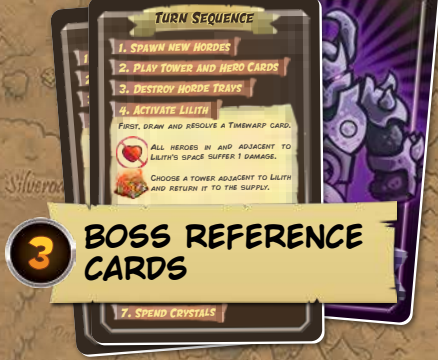 Turn Sequence
1. Spawn new Hordes
2. Play Tower and Hero Cards
3. Destroy Horde Trays
4. Activate Lilith
First, draw and resolve a Timewarp card.
All heroes in and adjacent to
Lilith's space suffer 1 damage.
Choose a tower adjacent to Lilith
and return it to the supply.
3
BOSS REFERENCE
CARDS
7. Spend Crystals